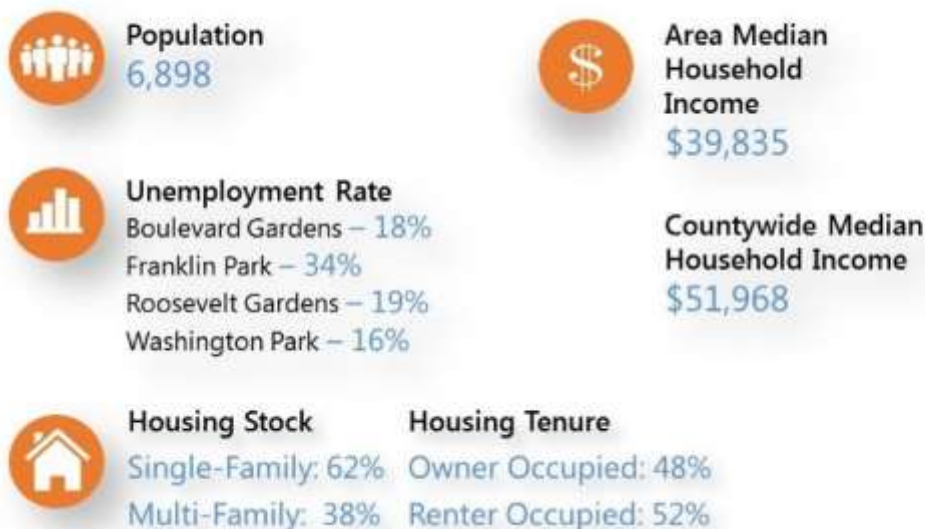 Population
6,898
Area Median
Household
Income
$39,835
Unemployment Rate
Boulevard Gardens – 18%
Franklin Park – 34%
Roosevelt Gardens – 19%
Washington Park – 16%
Countywide Median
Household Income
$51,968
Housing Stock
Single-Family: 62%
Multi-Family: 38%
Housing Tenure
Owner Occupied: 48%
Renter Occupied: 52%